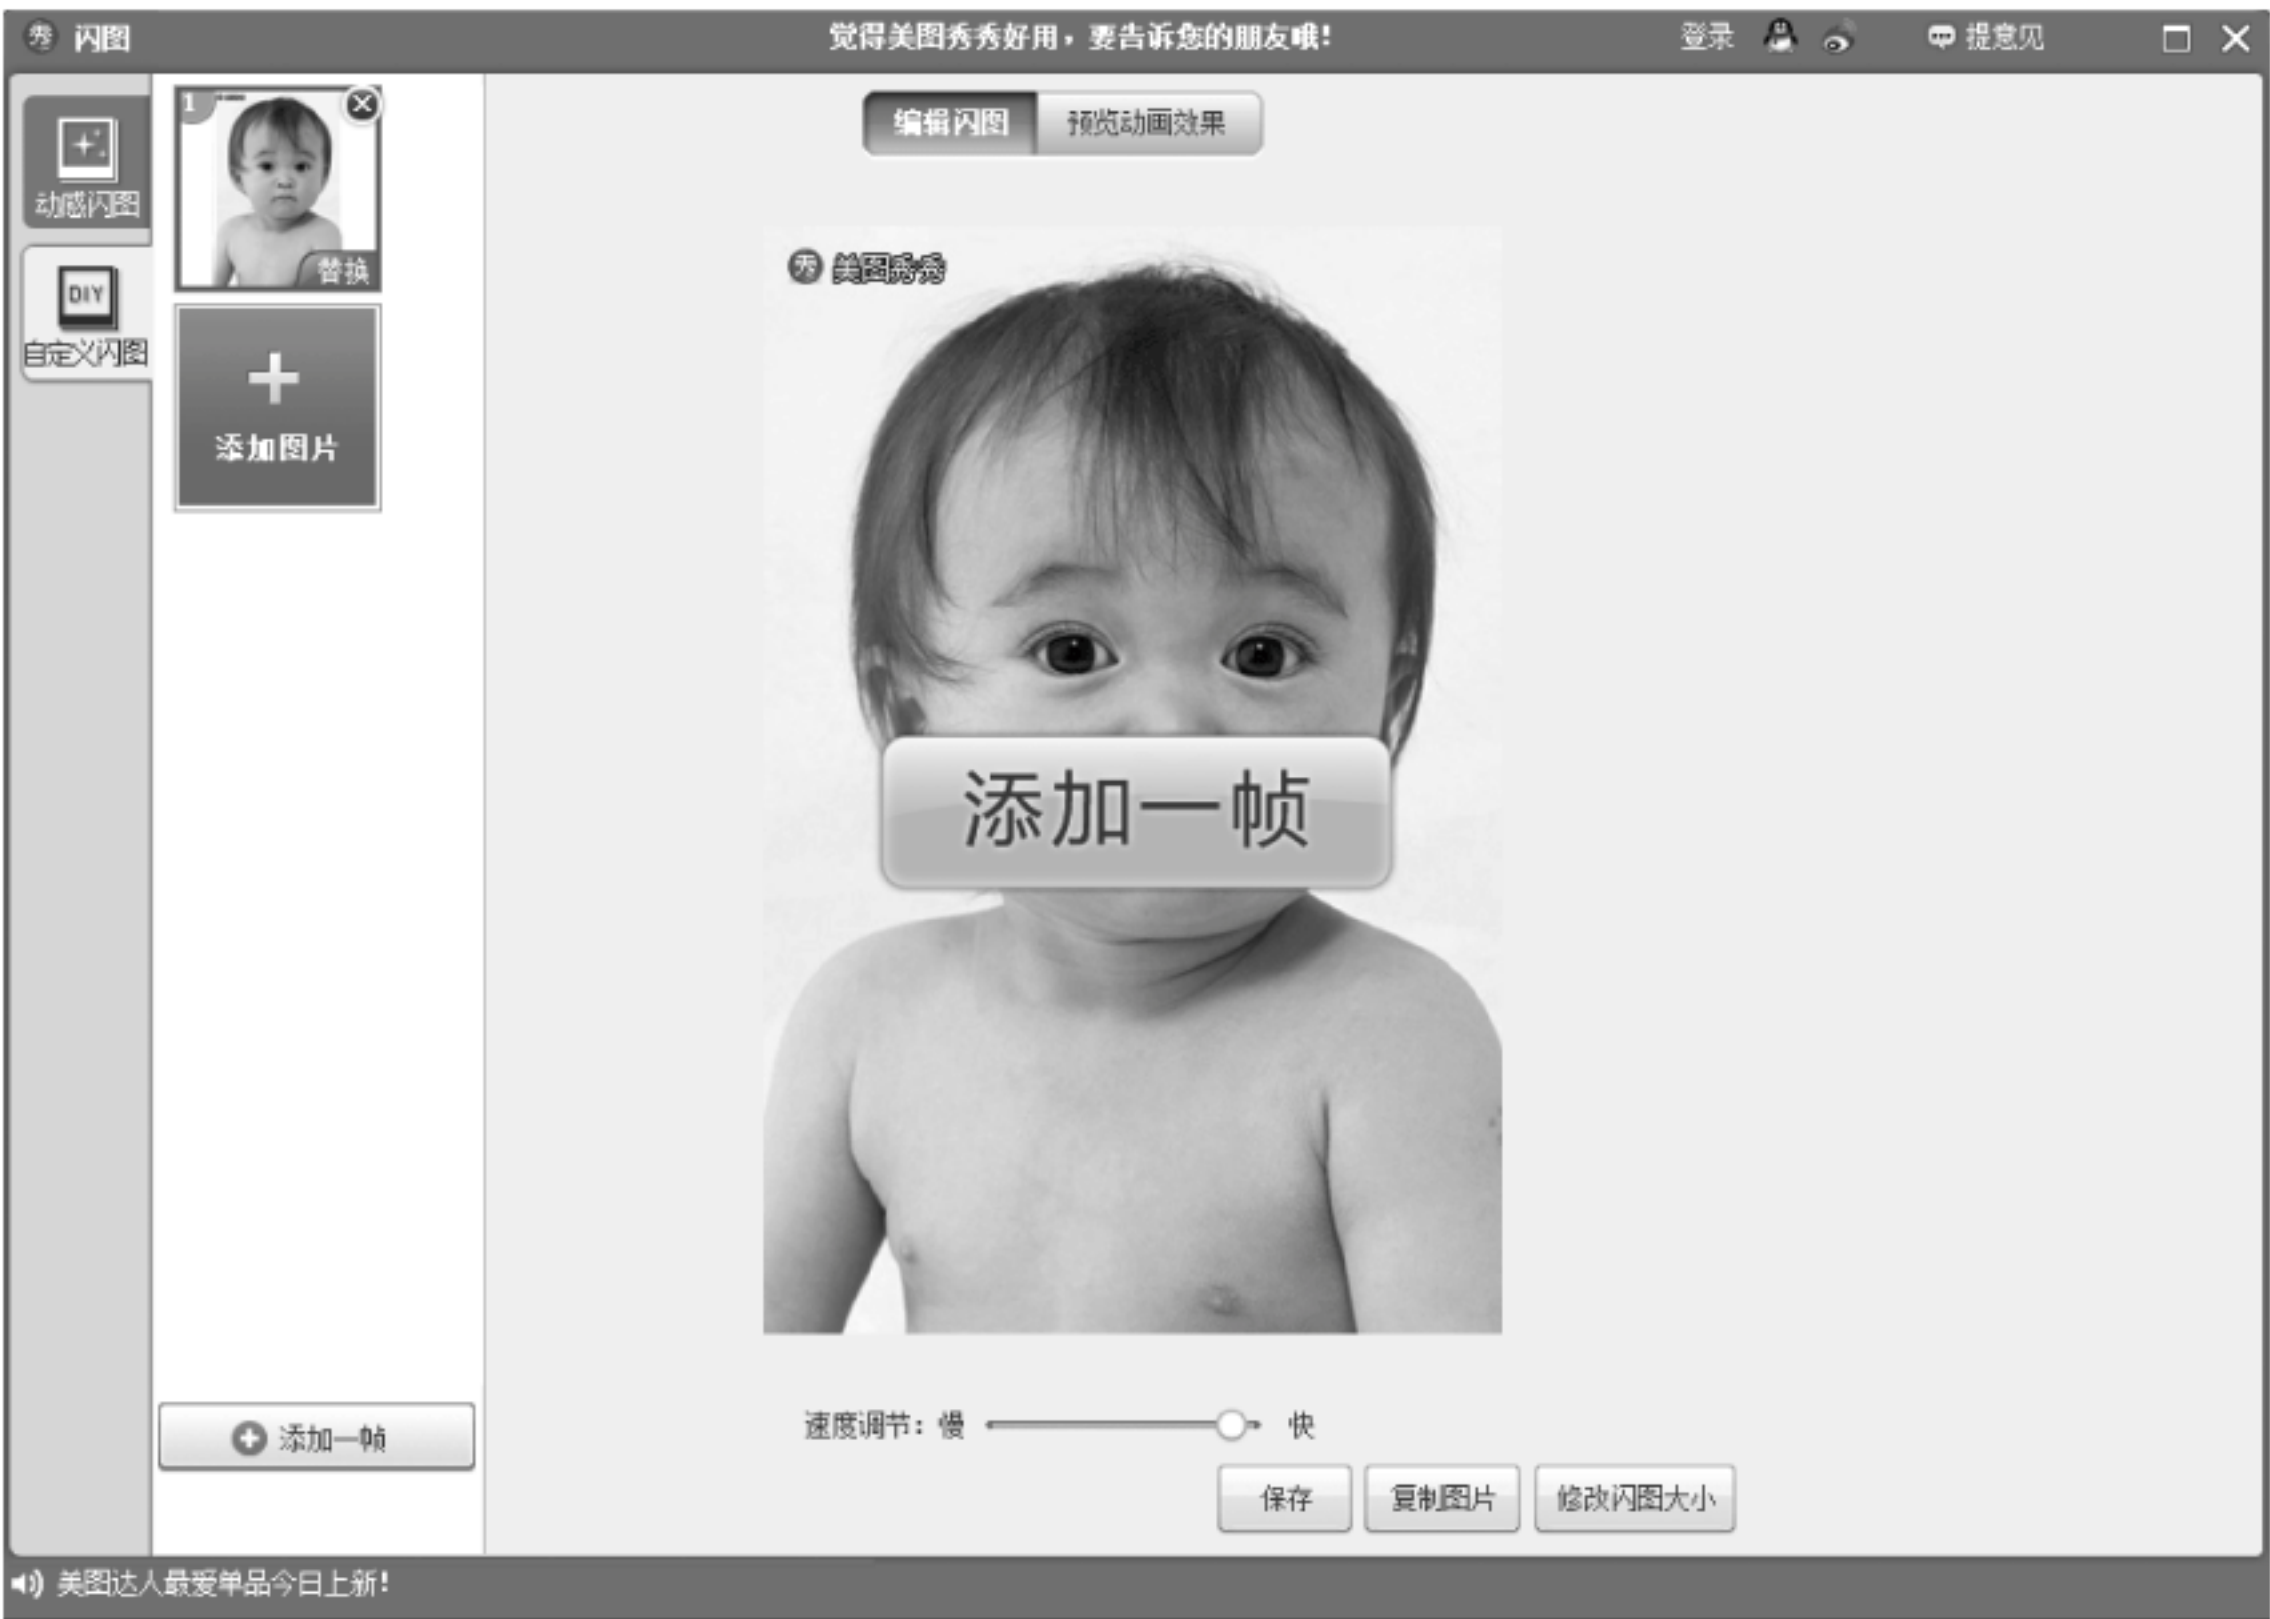 秀 闪图 觉得美图秀秀好用，要告诉您的朋友哦！ 登录 提意见
编辑闪图 预览动画效果
1
动感闪图
替换
DIY
自定义闪图
添加图片
秀 美图秀秀
添加一帧
速度调节：慢 快
添加一帧
保存 复制图片 修改闪图大小
美图达人最爱单品今日上新！